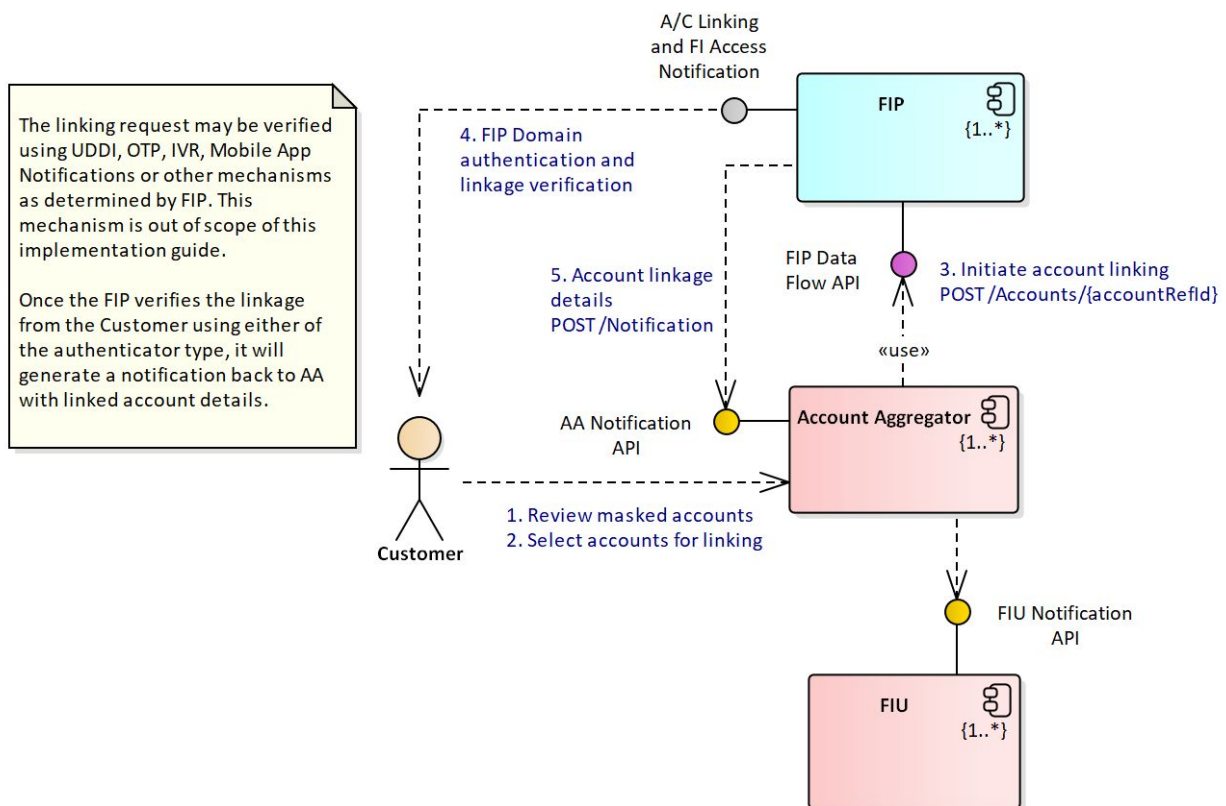 The linking request may be verified
using UDDI, OTP, IVR, Mobile App
Notifications or other mechanisms
as determined by FIP. This
mechanism is out of scope of this
implementation guide.
Once the FIP verifies the linkage
from the Customer using either of
the authenticator type, it will
generate a notification back to AA
with linked account details.
A/C Linking
and FI Access
Notification
FIP
{1..*}
4. FIP Domain
authentication and
linkage verification
5. Account linkage
details
POST /Notification
FIP Data
Flow API
3. Initiate account linking
POST /Accounts/{accountRefId}
«use»
AA Notification
API
Account Aggregator
{1..*}
1. Review masked accounts
2. Select accounts for linking
Customer
FIU Notification
API
FIU
{1..*}